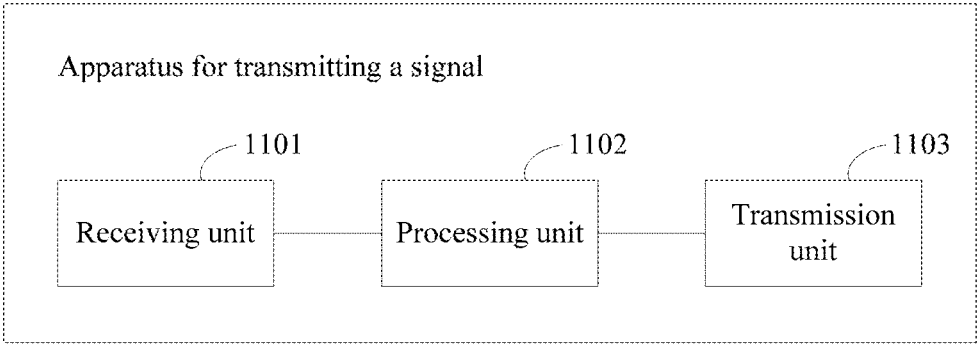 Apparatus for transmitting a signal
1101
1102
1103
Receiving unit
Processing unit
Transmission
unit